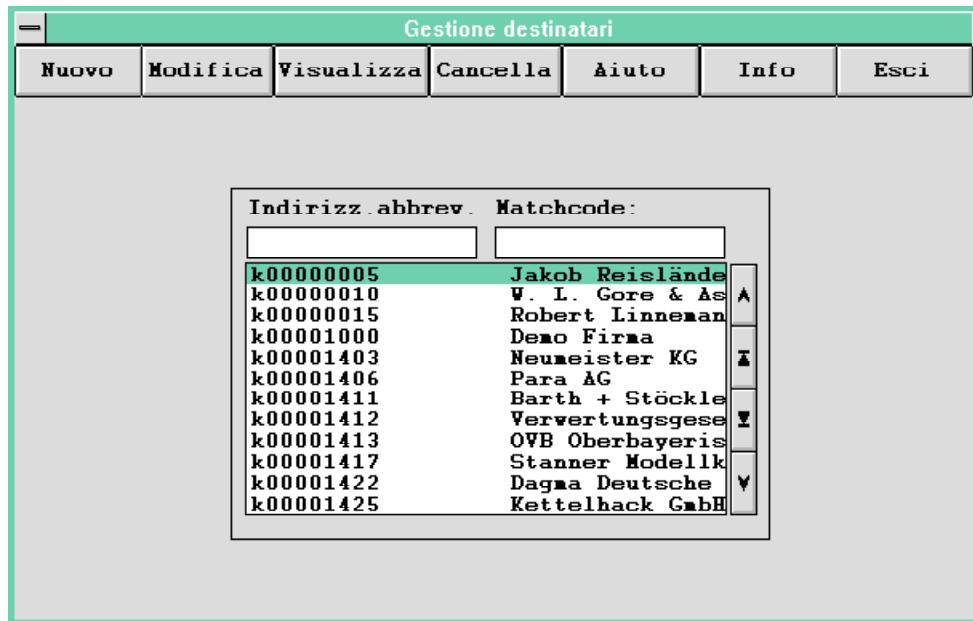 Gestione destinatari
Nuovo Modifica Visualizza Cancella Aiuto Info Esci
Indirizz.abbrev. Matchcode:
k00000005 Jakob Reislände
k00000010 W. L. Gore & As
k00000015 Robert Linneman
k00001000 Demo Firma
k00001403 Neumeister KG
k00001406 Para AG
k00001411 Barth + Stöckle
k00001412 Verwertungsgese
k00001413 OVB Oberbayeris
k00001417 Stanner Modellk
k00001422 Dagma Deutsche
k00001425 Kettelhack GmbH